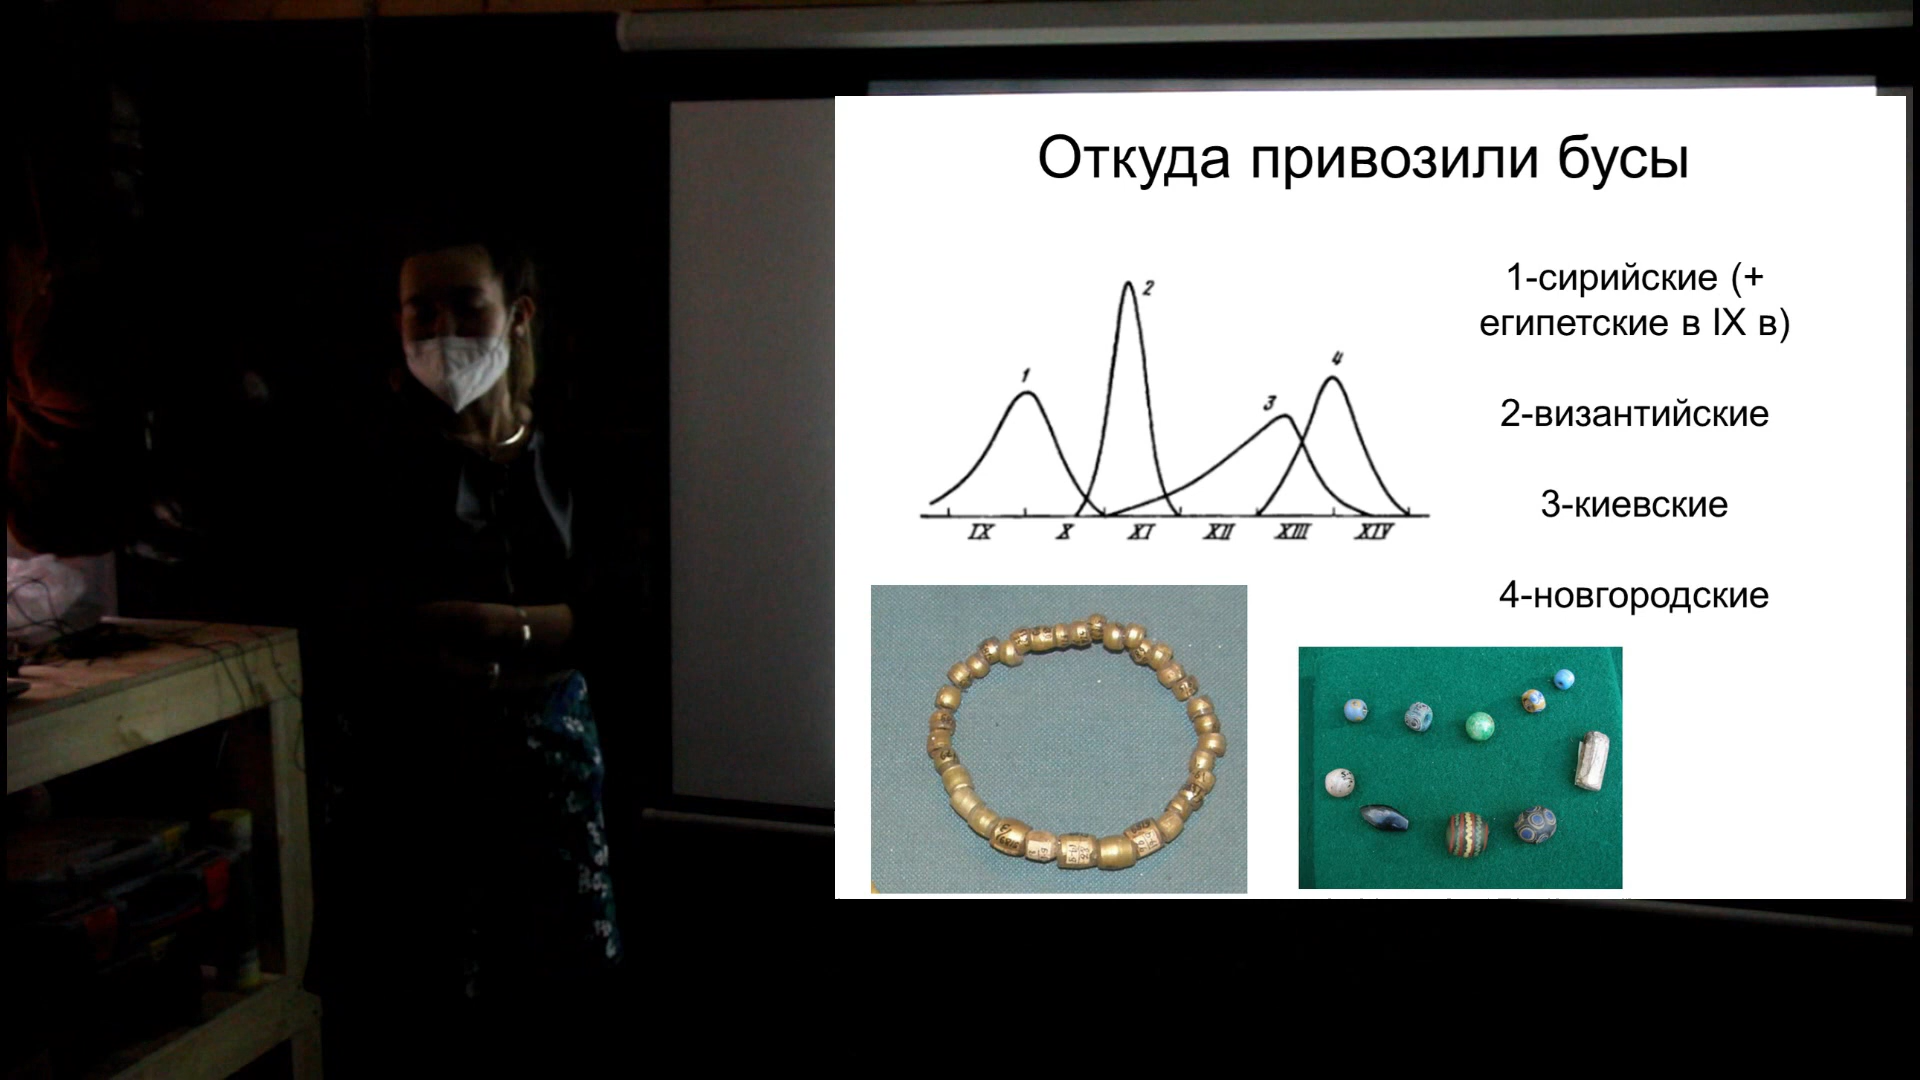 Откуда привозили бусы
1-сирийские (+
египетские в IX в)
2
4
1
3
2-византийские
3-киевские
IX X XI XII XIII XIV
4-новгородские